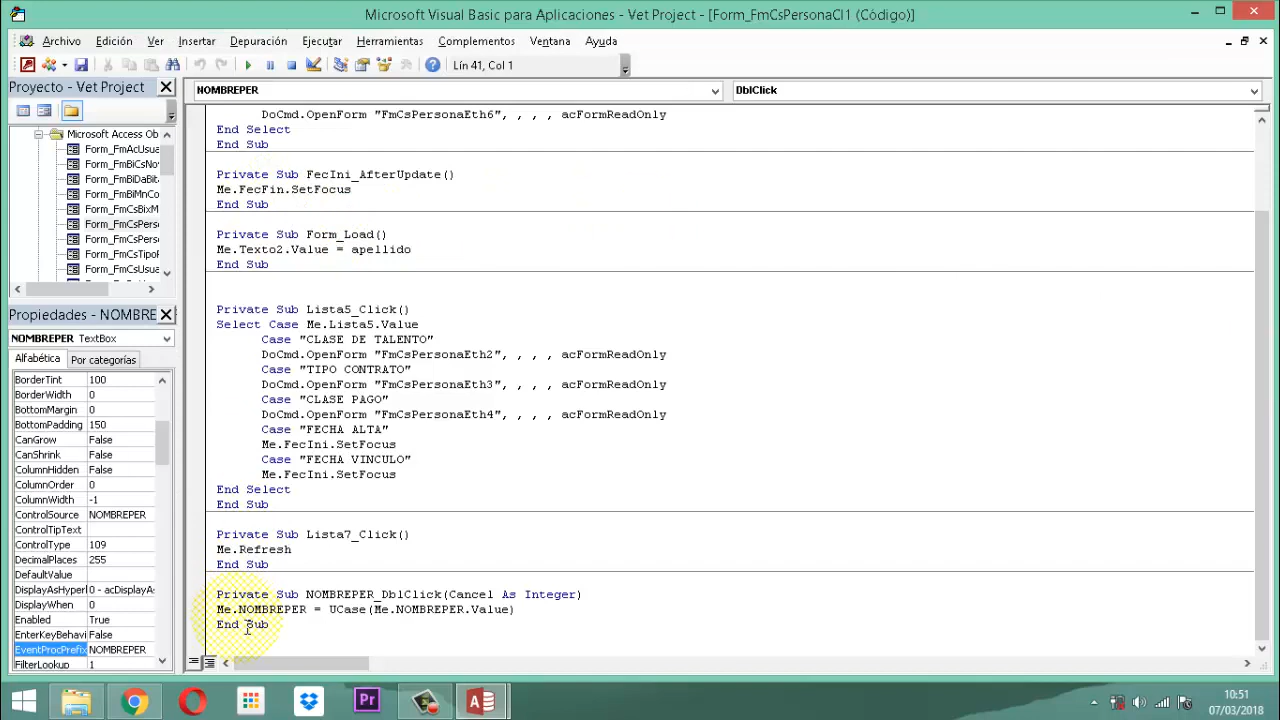 Microsoft Visual Basic para Aplicaciones - Vet Project - [Form_FmCsPersonaCl1 (Código)]
Archivo Edición Ver Insertar Depuración Ejecutar Herramientas Complementos Ventana Ayuda
Lín 41, Col 1
Proyecto - Vet Project
Microsoft Access Ob
Form_FmAcUsua
Form_FmBiCsNov
Form_FmBiDaBit
Form_FmBiMnCo
Form_FmCsBixM
Form_FmCsPers
Form_FmCsPers
Form_FmCsTipoF
Form_FmCsUsua
Propiedades - NOMBREPER
NOMBREPER TextBox
Alfabética Por categorías
BorderTint 100
BorderWidth 0
BottomMargin 0
BottomPadding 150
CanGrow False
CanShrink False
ColumnHidden False
ColumnOrder 0
ColumnWidth -1
ControlSource NOMBREPER
ControlTipText
ControlType 109
DecimalPlaces 255
DefaultValue
DisplayAsHyperl 0 - acDisplayAs
DisplayWhen 0
Enabled True
EnterKeyBehavi False
EventProcPrefix NOMBREPER
FilterLookup 1
NOMBREPER DblClick
DoCmd.OpenForm "FmCsPersonaEth6", , , , acFormReadOnly
End Select
End Sub
Private Sub FecIni_AfterUpdate()
Me.FecFin.SetFocus
End Sub
Private Sub Form_Load()
Me.Texto2.Value = apellido
End Sub
Private Sub Lista5_Click()
Select Case Me.Lista5.Value
Case "CLASE DE TALENTO"
DoCmd.OpenForm "FmCsPersonaEth2", , , , acFormReadOnly
Case "TIPO CONTRATO"
DoCmd.OpenForm "FmCsPersonaEth3", , , , acFormReadOnly
Case "CLASE PAGO"
DoCmd.OpenForm "FmCsPersonaEth4", , , , acFormReadOnly
Case "FECHA ALTA"
Me.FecIni.SetFocus
Case "FECHA VINCULO"
Me.FecIni.SetFocus
End Select
End Sub
Private Sub Lista7_Click()
Me.Refresh
End Sub
Private Sub NOMBREPER_DblClick(Cancel As Integer)
Me.NOMBREPER = UCase(Me.NOMBREPER.Value)
End Sub
Pr
10:51
07/03/2018